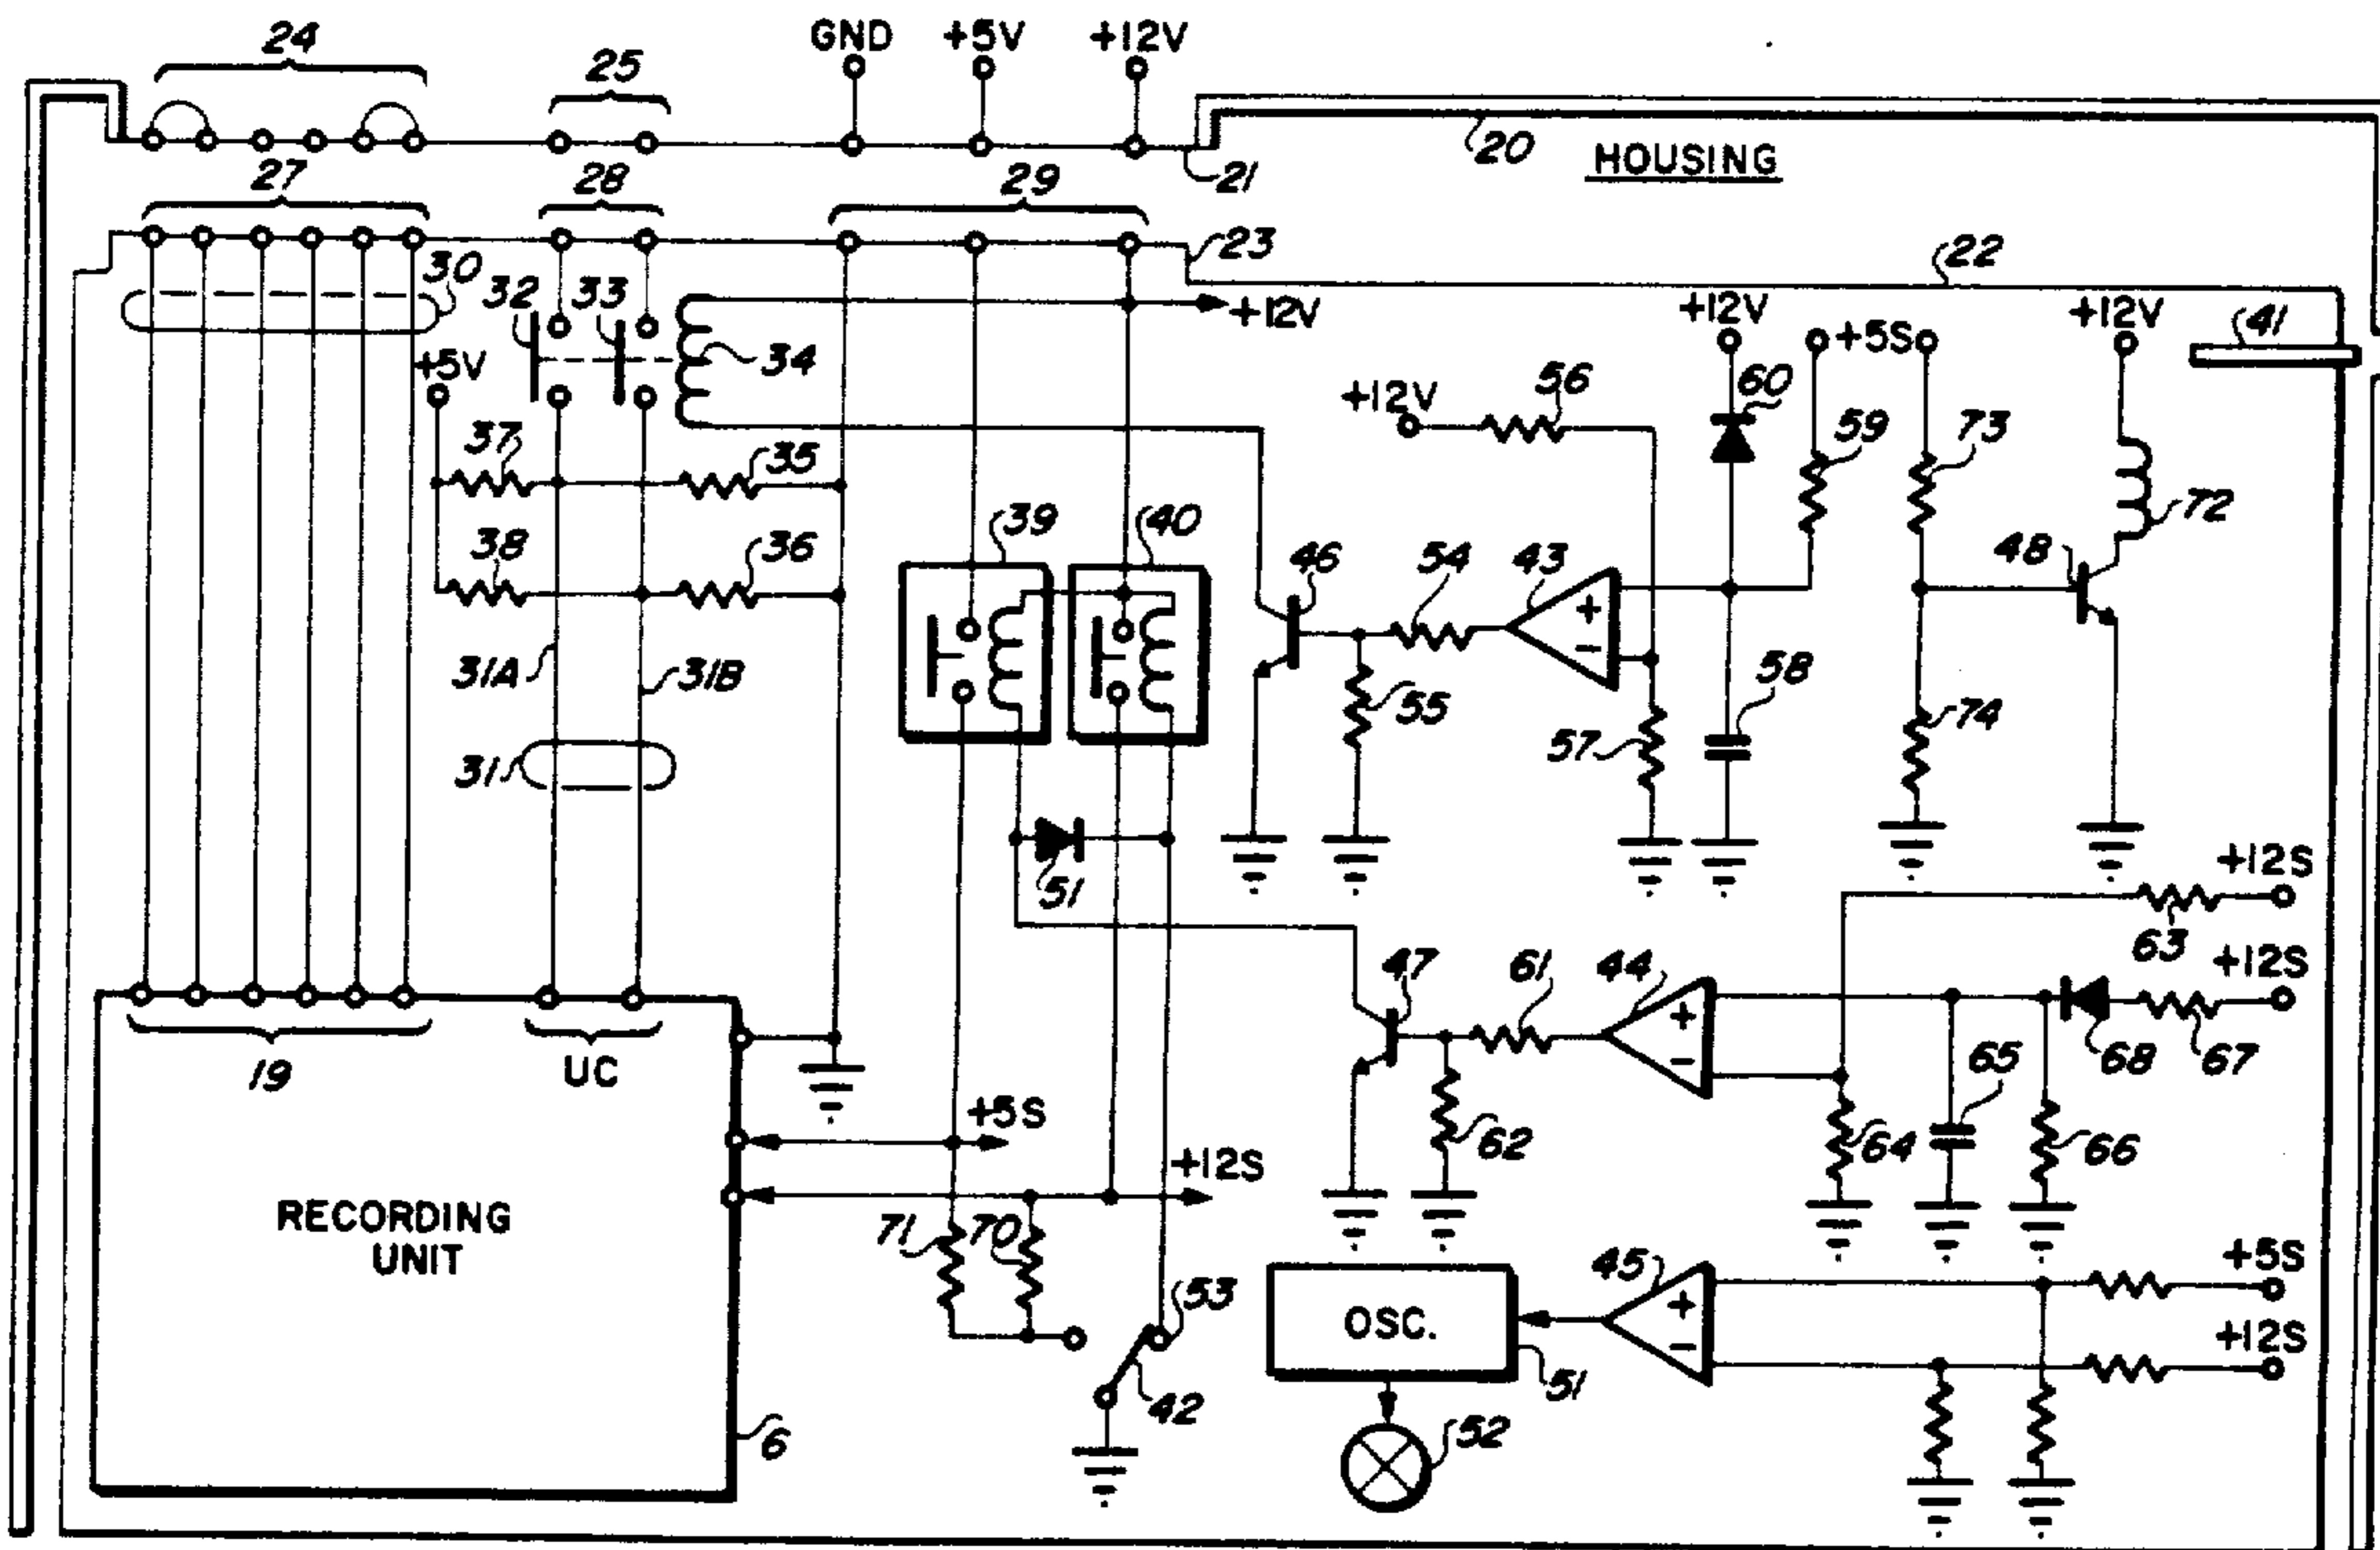 24
25
GND
+5V
+12V
20
HOUSING
21
27
28
29
23
22
30
32
33
+12V
+12V
+5S
+12V
41
+5V
34
+12V
56
60
59
73
37
35
72
38
36
39
40
46
54
43
48
31A
31B
55
58
57
74
31
51
+12S
63
47
61
44
+12S
19
UC
65
68
67
+5S
62
64
66
+12S
RECORDING
UNIT
71
70
53
45
+5S
OSC.
+12S
42
51
6
52